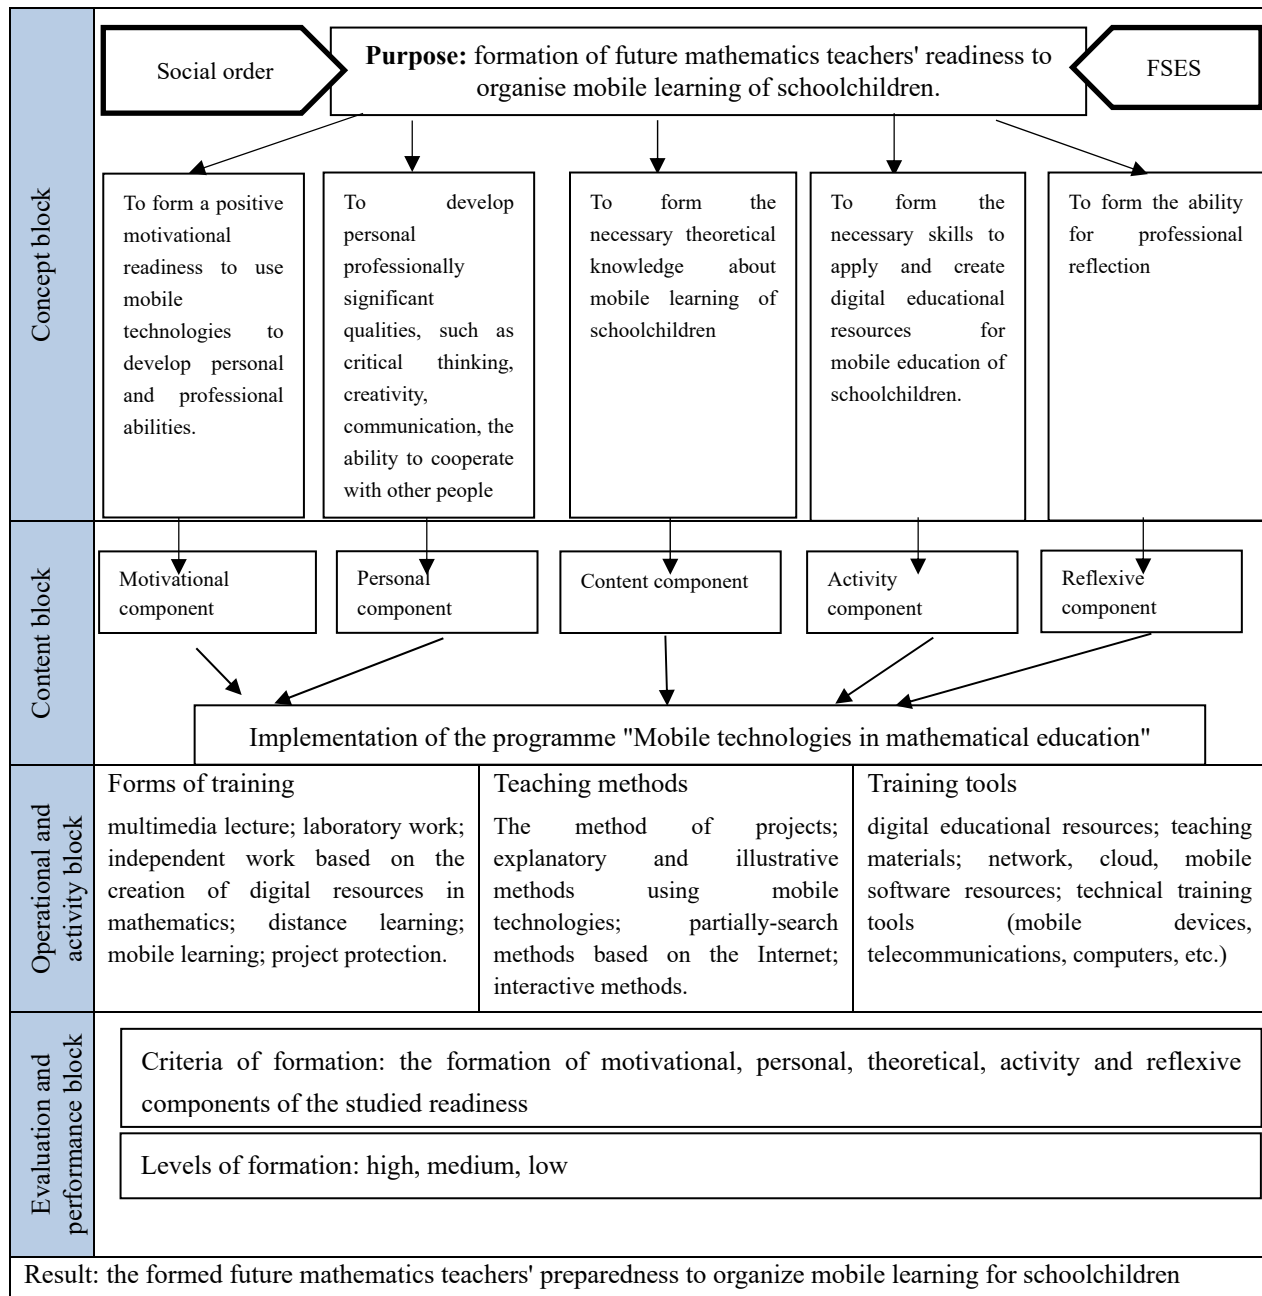 Concept block
Social order
Purpose: formation of future mathematics teachers' readiness to
organise mobile learning of schoolchildren.
FSES
To form a positive
motivational
readiness to use
mobile
technologies to
develop personal
and professional
abilities.
To develop
personal
professionally
significant
qualities, such as
critical thinking,
creativity,
communication, the
ability to cooperate
with other people
To form the
necessary theoretical
knowledge about
mobile learning of
schoolchildren
To form the
necessary skills to
apply and create
digital educational
resources for
mobile education of
schoolchildren.
To form the ability
for professional
reflection
Content block
Motivational
component
Personal
component
Content component
Activity
component
Reflexive
component
Implementation of the programme "Mobile technologies in mathematical education"
Operational and
activity block
Forms of training
multimedia lecture; laboratory work;
independent work based on the
creation of digital resources in
mathematics; distance learning;
mobile learning; project protection.
Teaching methods
The method of projects;
explanatory and illustrative
methods using mobile
technologies; partially-search
methods based on the Internet;
interactive methods.
Training tools
digital educational resources; teaching
materials; network, cloud, mobile
software resources; technical training
tools (mobile devices,
telecommunications, computers, etc.)
Evaluation and
performance block
Criteria of formation: the formation of motivational, personal, theoretical, activity and reflexive
components of the studied readiness
Levels of formation: high, medium, low
Result: the formed future mathematics teachers' preparedness to organize mobile learning for schoolchildren